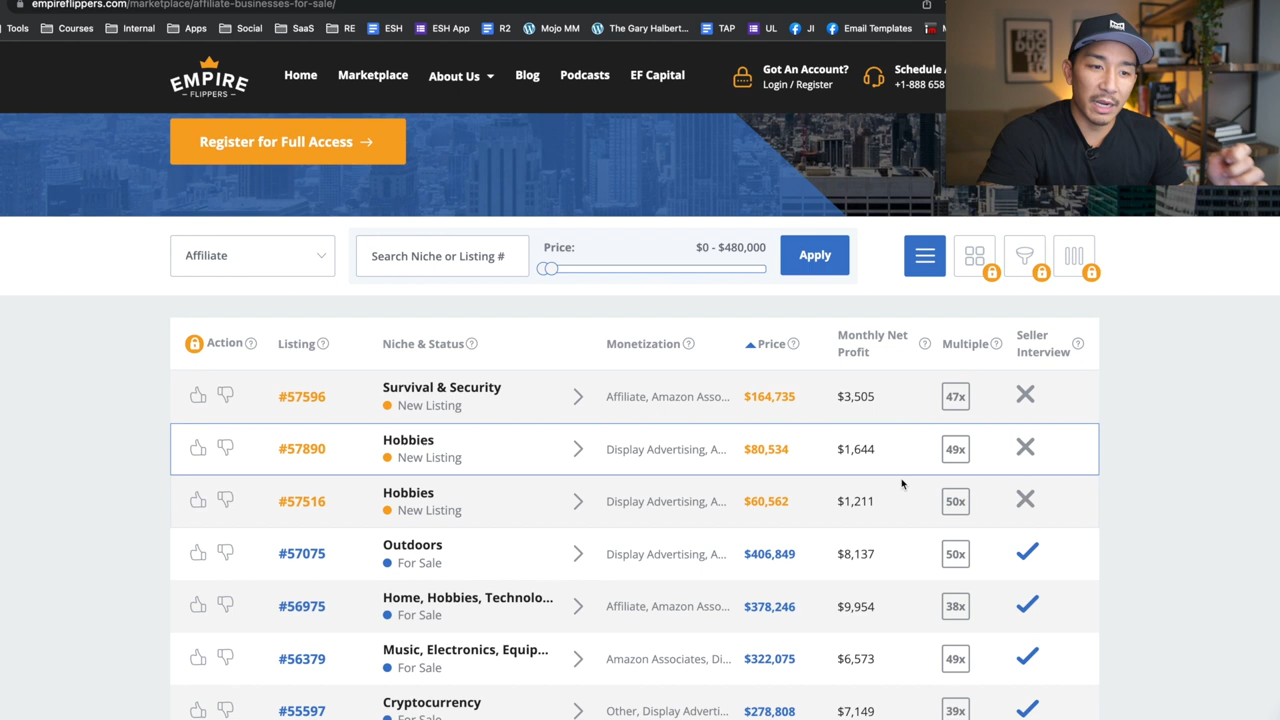 empireflippers.com/marketplace/affiliate-businesses-for-sale/
Tools Courses Internal Apps Social SaaS RE ESH ESH App R2 Mojo MM The Gary Halbert... TAP UL JI Email Templates
EMPIRE
FLIPPERS
Home Marketplace About Us Blog Podcasts EF Capital
Got An Account?
Login / Register
Schedule
+1-888 658
PRO
DUC
Register for Full Access →
Affiliate
Search Niche or Listing #
Price: $0 - $480,000
Apply
Action Listing Niche & Status Monetization Price Monthly Net Profit Multiple Seller Interview
#57596 Survival & Security Affiliate, Amazon Asso... $164,735 $3,505 47x
New Listing
#57890 Hobbies Display Advertising, A... $80,534 $1,644 49x
New Listing
#57516 Hobbies Display Advertising, A... $60,562 $1,211 50x
New Listing
#57075 Outdoors Display Advertising, A... $406,849 $8,137 50x
For Sale
#56975 Home, Hobbies, Technolo... Affiliate, Amazon Asso... $378,246 $9,954 38x
For Sale
#56379 Music, Electronics, Equip... Amazon Associates, Di... $322,075 $6,573 49x
For Sale
#55597 Cryptocurrency Other, Display Adverti... $278,808 $7,149 39x
For Sale